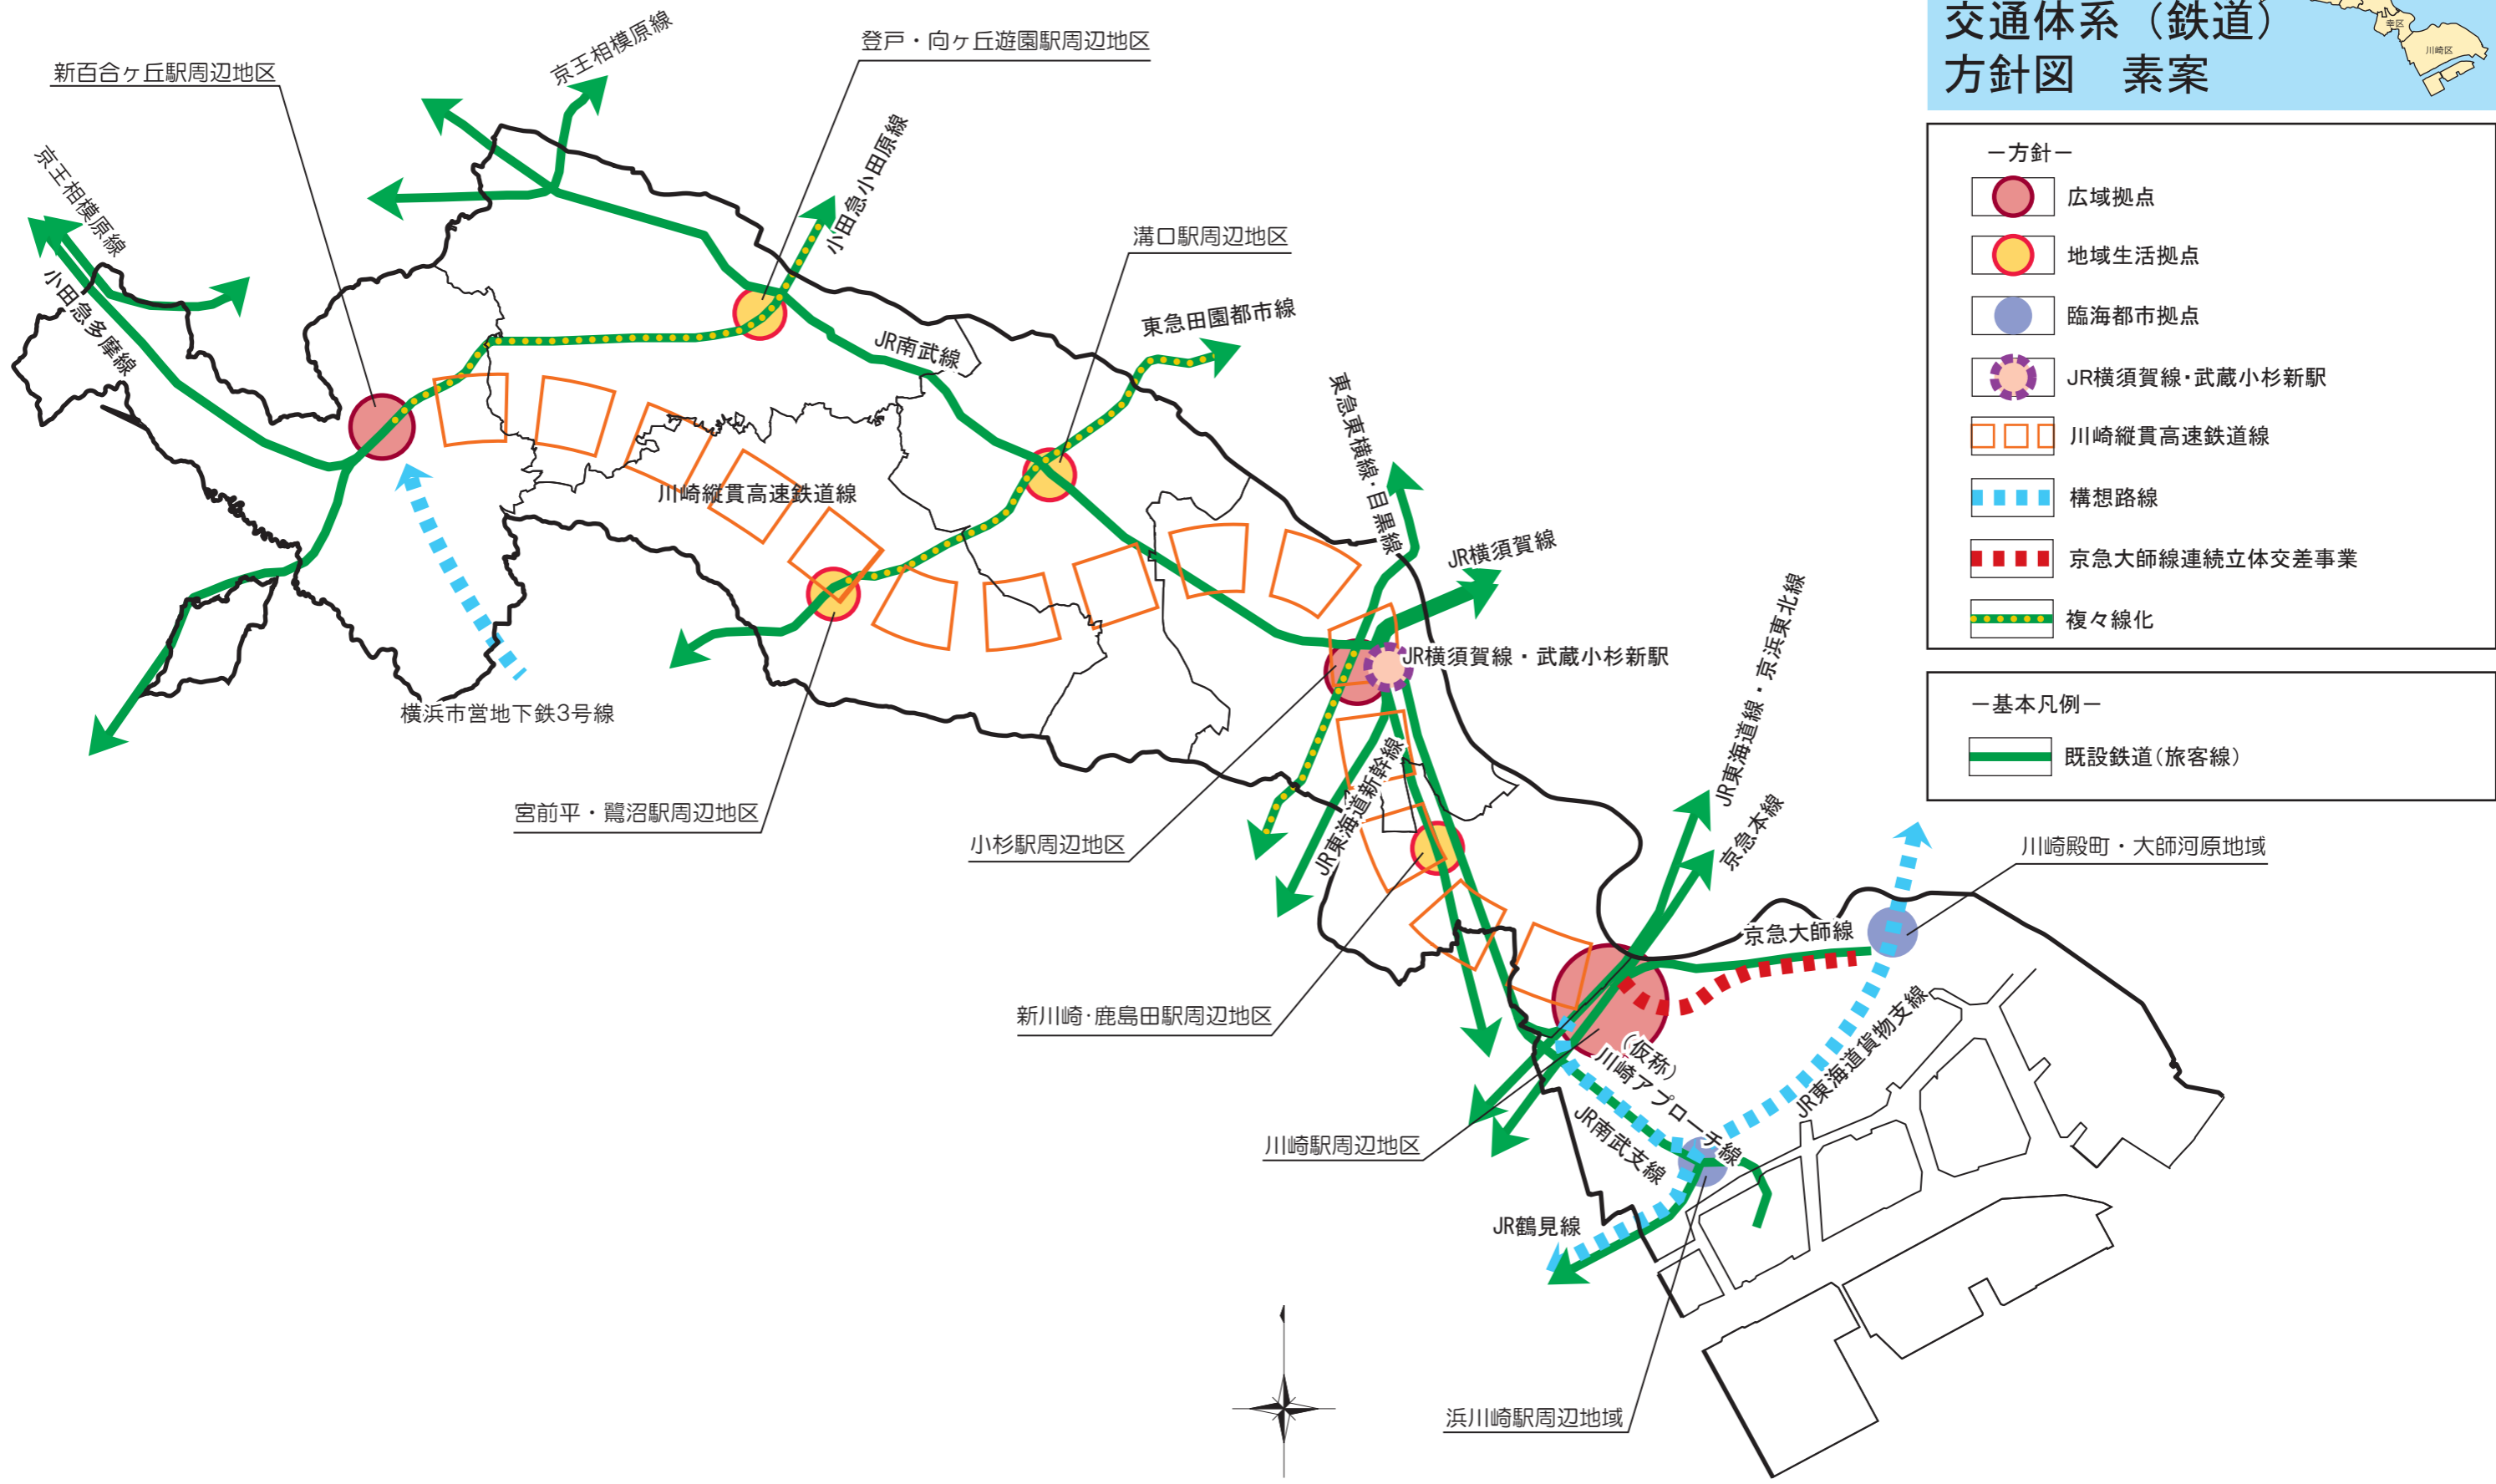 交通体系（鉄道）
方針図　素案
幸区
川崎区
－方針－
広域拠点
地域生活拠点
臨海都市拠点
JR横須賀線・武蔵小杉新駅
川崎縦貫高速鉄道線
構想路線
京急大師線連続立体交差事業
複々線化
－基本凡例－
既設鉄道（旅客線）
登戸・向ヶ丘遊園駅周辺地区
京王相模原線
新百合ヶ丘駅周辺地区
京王相模原線
小田急小田原線
溝口駅周辺地区
小田急多摩線
東急田園都市線
JR南武線
東急東横線・目黒線
川崎縦貫高速鉄道線
JR横須賀線
JR横須賀線・武蔵小杉新駅
横浜市営地下鉄3号線
JR東海道線・京浜東北線
JR東海道新幹線
宮前平・鷺沼駅周辺地区
小杉駅周辺地区
京急本線
川崎殿町・大師河原地域
京急大師線
新川崎・鹿島田駅周辺地区
（仮称）
川崎アプローチ線
JR東海道貨物支線
川崎駅周辺地区
JR南武支線
JR鶴見線
浜川崎駅周辺地域